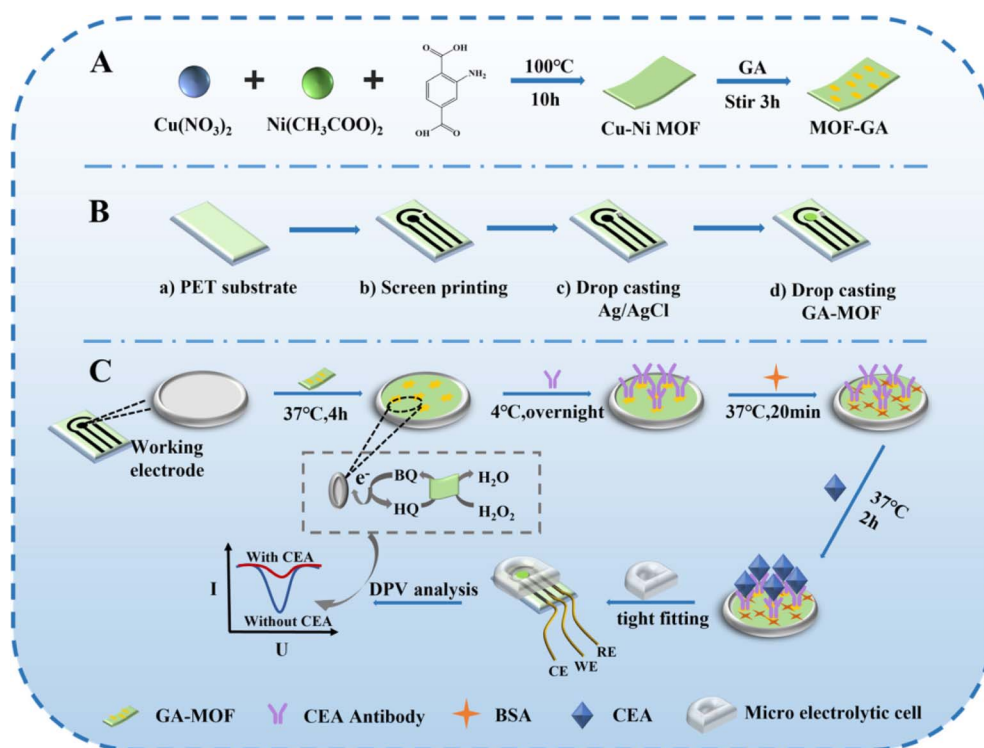 A
Cu(NO₃)₂
+
Ni(CH₃COO)₂
+
O
OH
NH₂
OH
O
100℃
10h
Cu-Ni MOF
GA
Stir 3h
MOF-GA
B
a) PET substrate
b) Screen printing
c) Drop casting
Ag/AgCl
d) Drop casting
GA-MOF
C
Working
electrode
37℃,4h
4℃,overnight
37℃,20min
e⁻
BQ
HQ
H₂O
H₂O₂
37℃
2h
With CEA
I
Without CEA
U
DPV analysis
CE
WE
RE
tight fitting
GA-MOF
CEA Antibody
BSA
CEA
Micro electrolytic cell